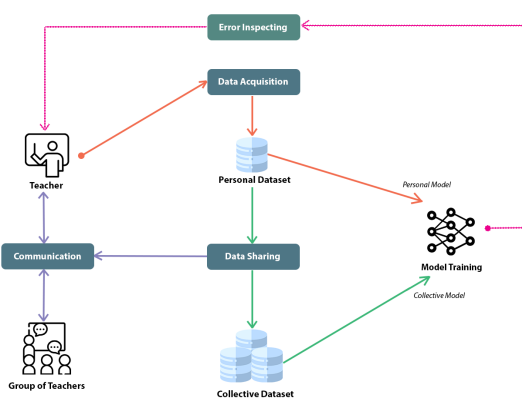 Error Inspecting
Data Acquisition
Teacher
Personal Dataset
Personal Model
Communication
Data Sharing
Model Training
Collective Model
Group of Teachers
Collective Dataset